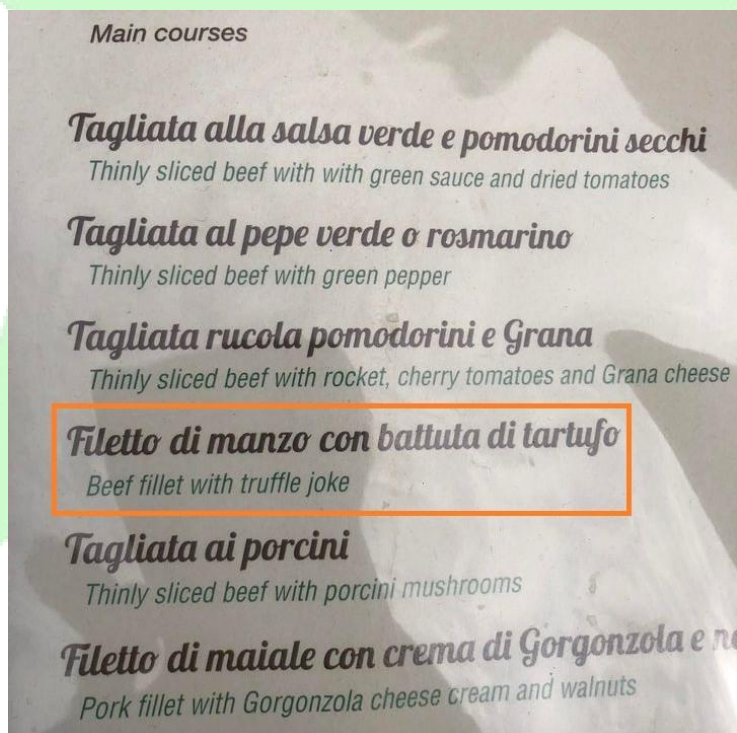 Main courses
Tagliata alla salsa verde e pomodorini secchi
Thinly sliced beef with with green sauce and dried tomatoes
Tagliata al pepe verde o rosmarino
Thinly sliced beef with green pepper
Tagliata rucola pomodorini e Grana
Thinly sliced beef with rocket, cherry tomatoes and Grana cheese
Filetto di manzo con battuta di tartufo
Beef fillet with truffle joke
Tagliata ai porcini
Thinly sliced beef with porcini mushrooms
Filetto di maiale con crema di Gorgonzola e
Pork fillet with Gorgonzola cheese cream and walnuts